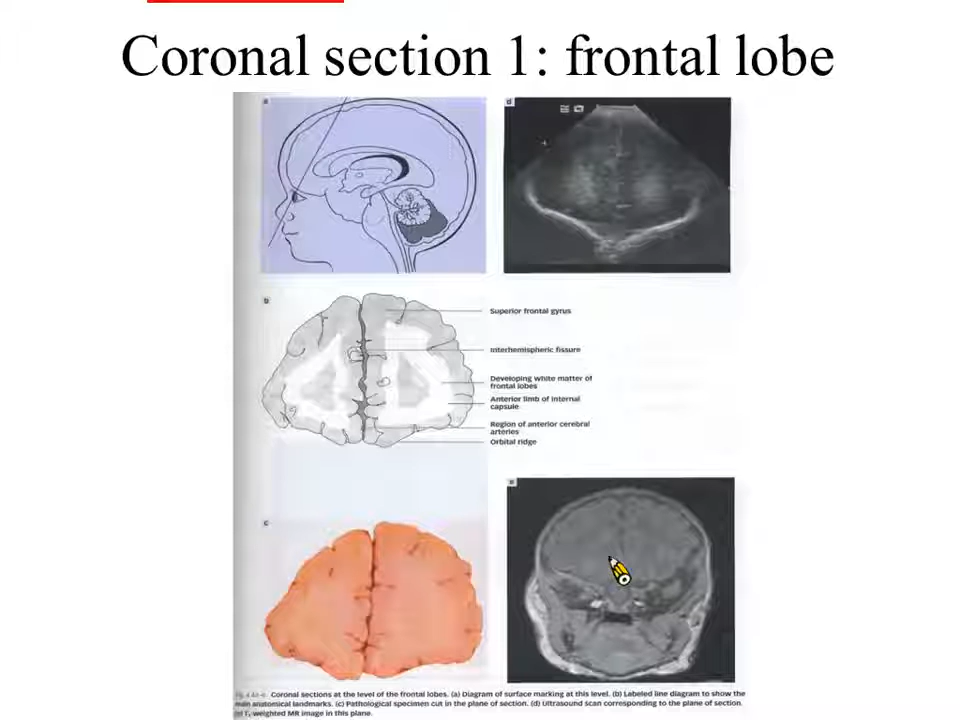 Coronal section 1: frontal lobe
a
d
b
Superior frontal gyrus
Interhemispheric fissure
Developing white matter of
frontal lobes
Anterior limb of internal
capsule
Region of anterior cerebral
arteries
Orbital ridge
e
c
Coronal sections at the level of the frontal lobes. (a) Diagram of surface marking at this level. (b) Labeled line diagram to show the
main anatomical landmarks. (c) Pathological specimen cut in the plane of section. (d) Ultrasound scan corresponding to the plane of section.
weighted MR image in this plane.